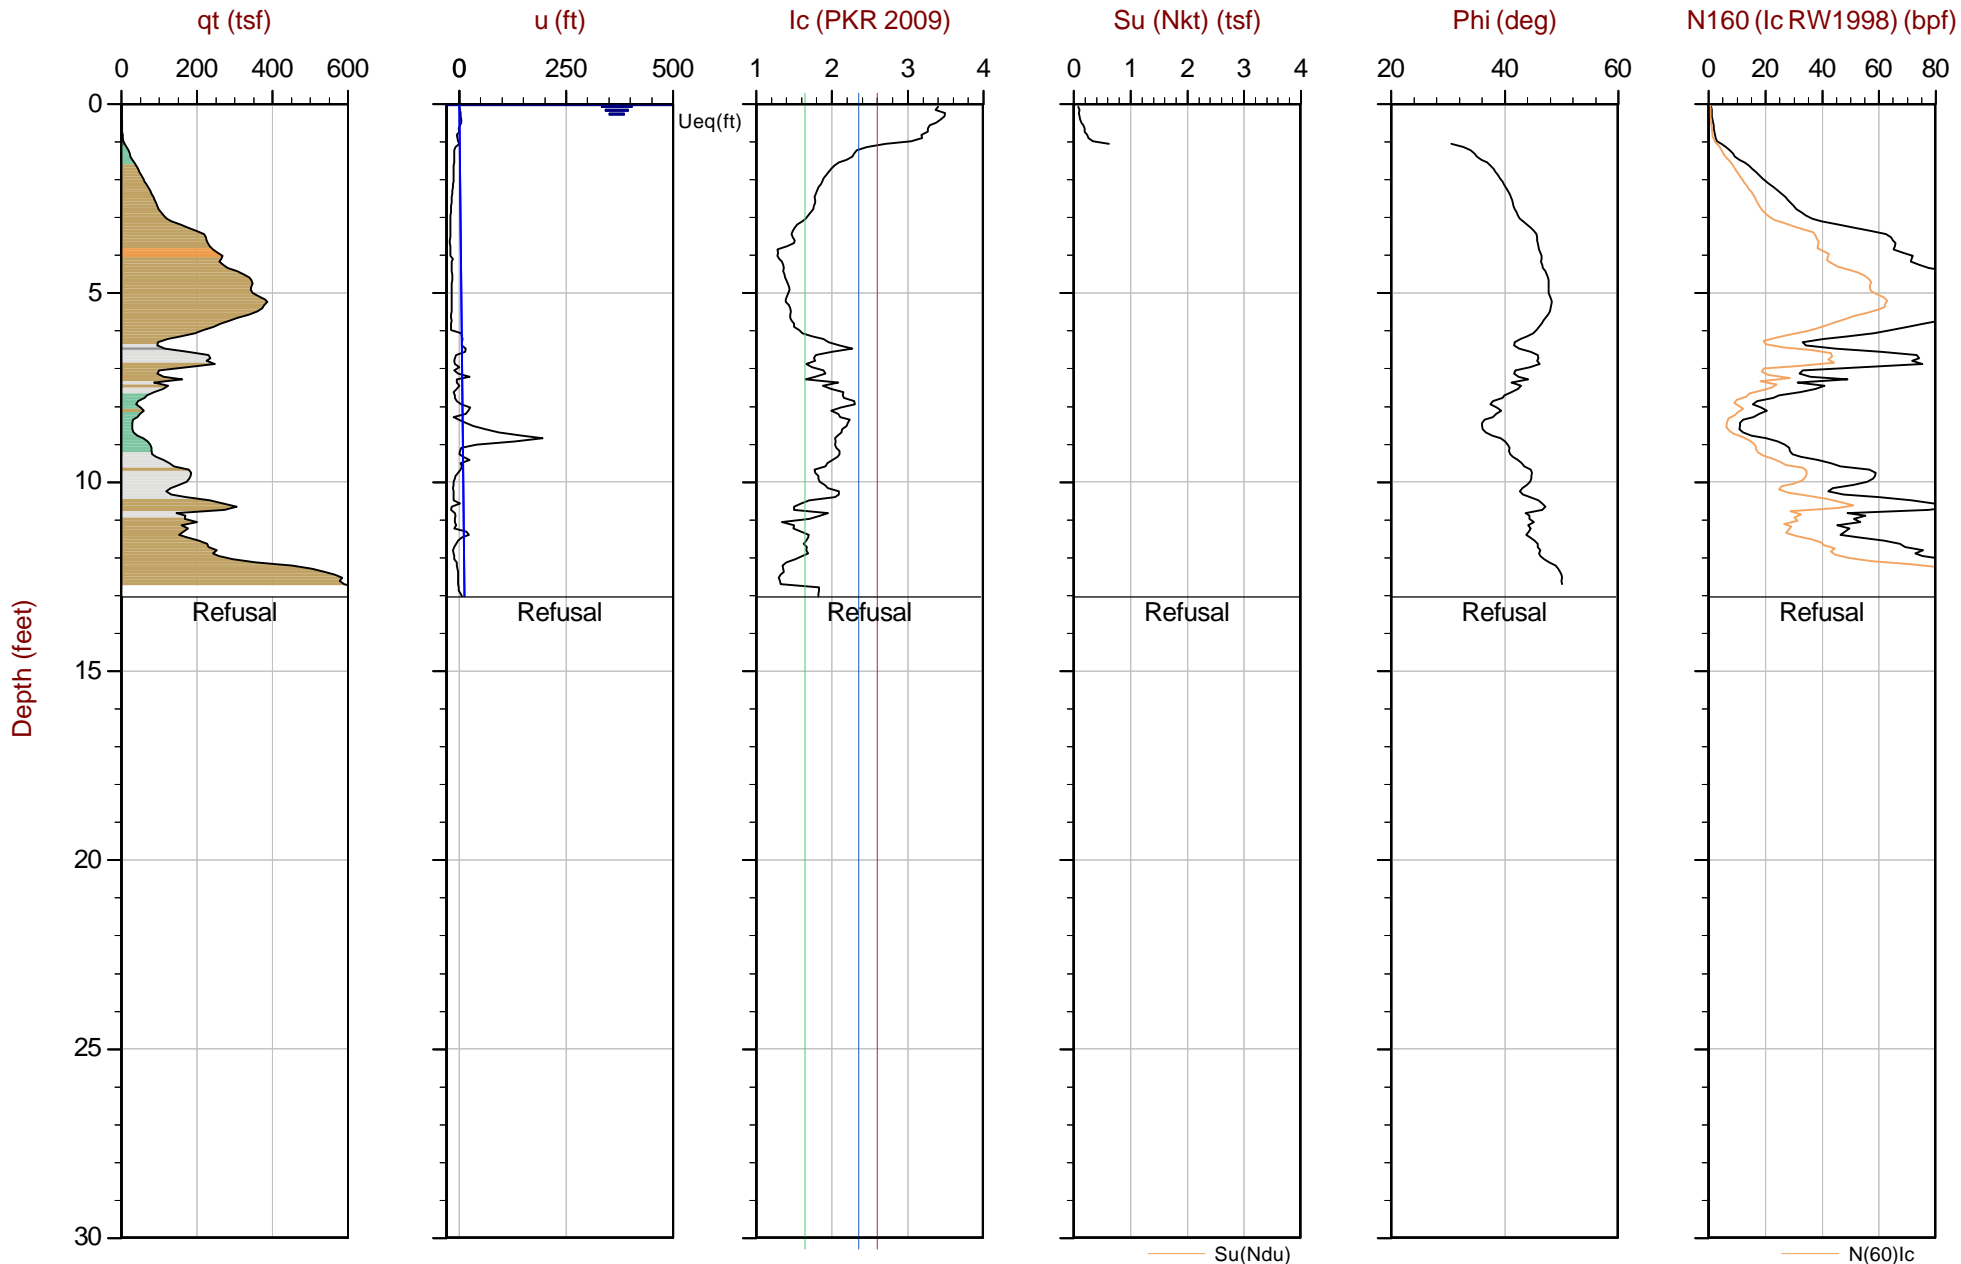 qt (tsf)
u (ft)
Ic (PKR 2009)
Su (Nkt) (tsf)
Phi (deg)
N160 (Ic RW1998) (bpf)
0 200 400 600
0 250 500
1 2 3 4
0 1 2 3 4
20 40 60
0 20 40 60 80
0
Ueq(ft)
5
10
Refusal
Refusal
Refusal
Refusal
Refusal
Refusal
Depth (feet)
15
20
25
30
Su(Ndu)
N(60)Ic